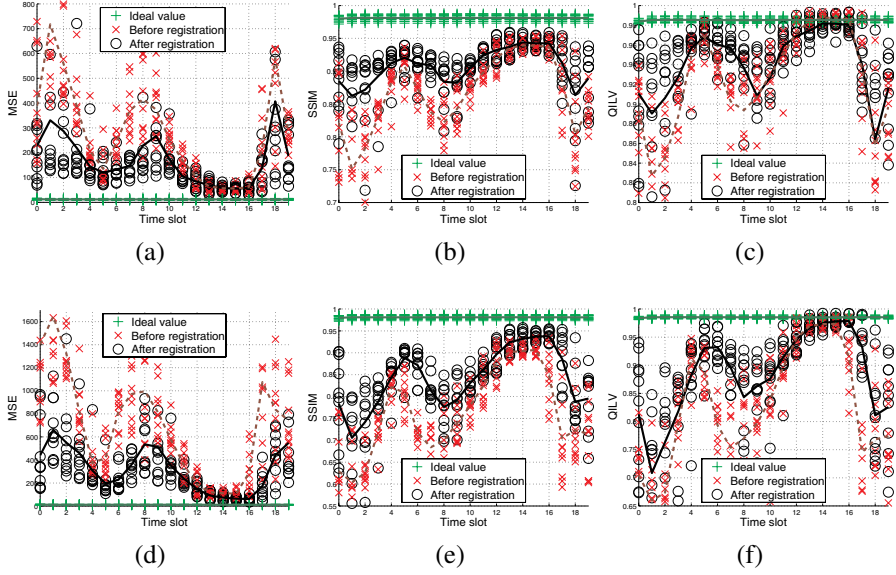 Ideal value
Before registration
After registration
MSE
800
700
600
500
400
300
200
100
0
0 2 4 6 8 10 12 14 16 18
Time slot
(a)
SSIM
1
0.95
0.9
0.85
0.8
0.75
0.7
Ideal value
Before registration
After registration
0 2 4 6 8 10 12 14 16 18
Time slot
(b)
QILV
0.98
0.96
0.94
0.92
0.9
0.88
0.86
0.84
0.82
0.8
Ideal value
Before registration
After registration
0 2 4 6 8 10 12 14 16 18
Time slot
(c)
Ideal value
Before registration
After registration
MSE
1600
1400
1200
1000
800
600
400
200
0
0 2 4 6 8 10 12 14 16 18
Time slot
(d)
SSIM
1
0.95
0.9
0.85
0.8
0.75
0.7
0.65
0.6
0.55
Ideal value
Before registration
After registration
0 2 4 6 8 10 12 14 16 18
Time slot
(e)
QILV
1
0.95
0.9
0.85
0.8
0.75
0.7
0.65
Ideal value
Before registration
After registration
0 2 4 6 8 10 12 14 16 18
Time slot
(f)